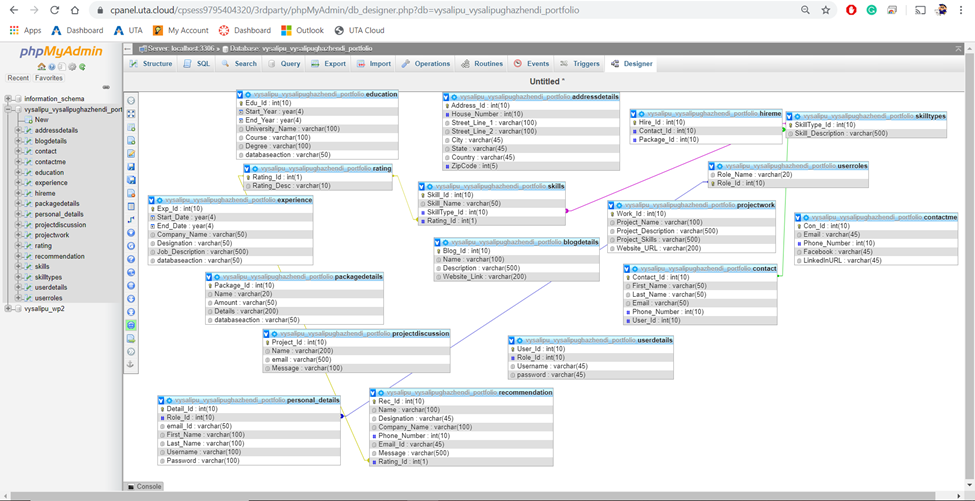 cpanel.uta.cloud/cpsess9795404320/3rdparty/phpMyAdmin/db_designer.php?db=vysalipu_vysalipughazhendi_portfolio
Apps
Dashboard
UTA
My Account
Dashboard
Outlook
UTA Cloud
phpMyAdmin
Recent Favorites
information_schema
vysalipu_vysalipughazhendi_port
New
addressdetails
blogdetails
contact
contactme
education
experience
hireme
packagedetails
personal_details
projectdiscussion
projectwork
rating
recommendation
skills
skilltypes
userdetails
userroles
vysalipu_wp2
Server: localhost:3306 » Database: vysalipu_vysalipughazhendi_portfolio
Structure
SQL
Search
Query
Export
Import
Operations
Routines
Events
Triggers
Designer
Untitled *
vysalipu_vysalipughazhendi_portfolio education
Edu_Id : int(10)
Start_Year : year(4)
End_Year : year(4)
University_Name : varchar(100)
Course : varchar(100)
Degree : varchar(100)
databaseaction : varchar(50)
vysalipu_vysalipughazhendi_portfolio addressdetails
Address_Id : int(10)
House_Number : int(10)
Street_Line_1 : varchar(100)
Street_Line_2 : varchar(100)
City : varchar(45)
State : varchar(45)
Country : varchar(45)
ZipCode : int(5)
vysalipu_vysalipughazhendi_portfolio hireme
Hire_Id : int(10)
Contact_Id : int(10)
Package_Id : int(10)
vysalipu_vysalipughazhendi_portfolio skilltypes
SkillType_Id : int(10)
Skill_Description : varchar(500)
vysalipu_vysalipughazhendi_portfolio rating
Rating_Id : int(1)
Rating_Desc : varchar(10)
vysalipu_vysalipughazhendi_portfolio userroles
Role_Name : varchar(20)
Role_Id : int(10)
vysalipu_vysalipughazhendi_portfolio skills
Skill_Id : int(10)
Skill_Name : varchar(50)
SkillType_Id : int(10)
Rating_Id : int(1)
vysalipu_vysalipughazhendi_portfolio experience
Exp_Id : int(10)
Start_Date : year(4)
End_Date : year(4)
Company_Name : varchar(50)
Designation : varchar(50)
Job_Description : varchar(500)
databaseaction : varchar(50)
vysalipu_vysalipughazhendi_portfolio projectwork
Work_Id : int(10)
Project_Name : varchar(100)
Project_Description : varchar(500)
Project_Skills : varchar(500)
Website_URL : varchar(200)
vysalipu_vysalipughazhendi_portfolio contactme
Con_Id : int(10)
Email : varchar(45)
Phone_Number : int(10)
Facebook : varchar(45)
LinkedInURL : varchar(45)
vysalipu_vysalipughazhendi_portfolio blogdetails
Blog_Id : int(10)
Name : varchar(100)
Description : varchar(500)
Website_Link : varchar(200)
vysalipu_vysalipughazhendi_portfolio contact
Contact_Id : int(10)
First_Name : varchar(50)
Last_Name : varchar(50)
Email : varchar(50)
Phone_Number : int(10)
User_Id : int(10)
vysalipu_vysalipughazhendi_portfolio packagedetails
Package_Id : int(10)
Name : varchar(20)
Amount : varchar(50)
Details : varchar(200)
databaseaction : varchar(50)
vysalipu_vysalipughazhendi_portfolio projectdiscussion
Project_Id : int(10)
Name : varchar(200)
email : varchar(500)
Message : varchar(100)
vysalipu_vysalipughazhendi_portfolio userdetails
User_Id : int(10)
Role_Id : int(10)
Username : varchar(45)
password : varchar(45)
vysalipu_vysalipughazhendi_portfolio personal_details
Detail_Id : int(10)
Role_Id : int(10)
email_Id : varchar(50)
First_Name : varchar(100)
Last_Name : varchar(100)
Username : varchar(100)
Password : varchar(100)
vysalipu_vysalipughazhendi_portfolio recommendation
Rec_Id : int(10)
Name : varchar(100)
Designation : varchar(45)
Company_Name : varchar(100)
Phone_Number : int(10)
Email_Id : varchar(45)
Message : varchar(500)
Rating_Id : int(1)
Console